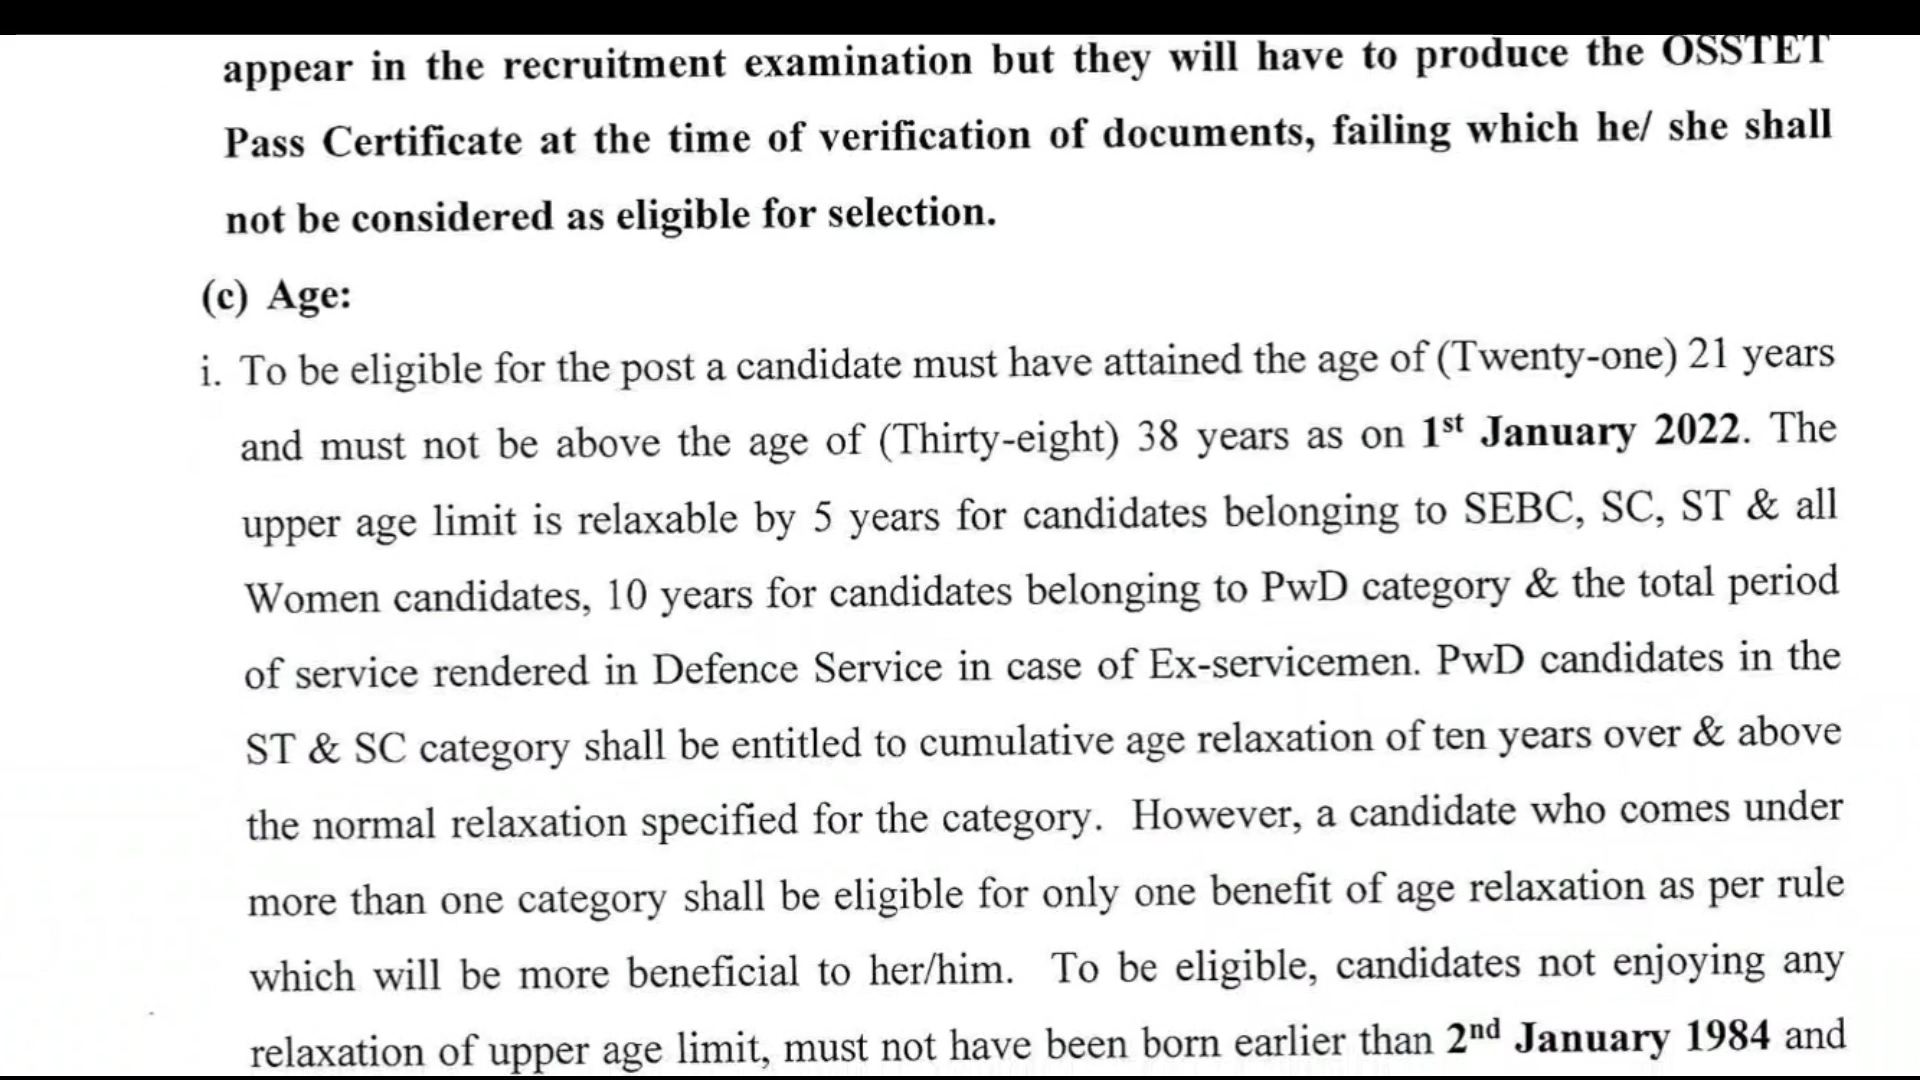 appear in the recruitment examination but they will have to produce the OSSTET
Pass Certificate at the time of verification of documents, failing which he/ she shall
not be considered as eligible for selection.
(c) Age:
i. To be eligible for the post a candidate must have attained the age of (Twenty-one) 21 years
and must not be above the age of (Thirty-eight) 38 years as on 1st January 2022. The
upper age limit is relaxable by 5 years for candidates belonging to SEBC, SC, ST & all
Women candidates, 10 years for candidates belonging to PwD category & the total period
of service rendered in Defence Service in case of Ex-servicemen. PwD candidates in the
ST & SC category shall be entitled to cumulative age relaxation of ten years over & above
the normal relaxation specified for the category. However, a candidate who comes under
more than one category shall be eligible for only one benefit of age relaxation as per rule
which will be more beneficial to her/him. To be eligible, candidates not enjoying any
relaxation of upper age limit, must not have been born earlier than 2nd January 1984 and